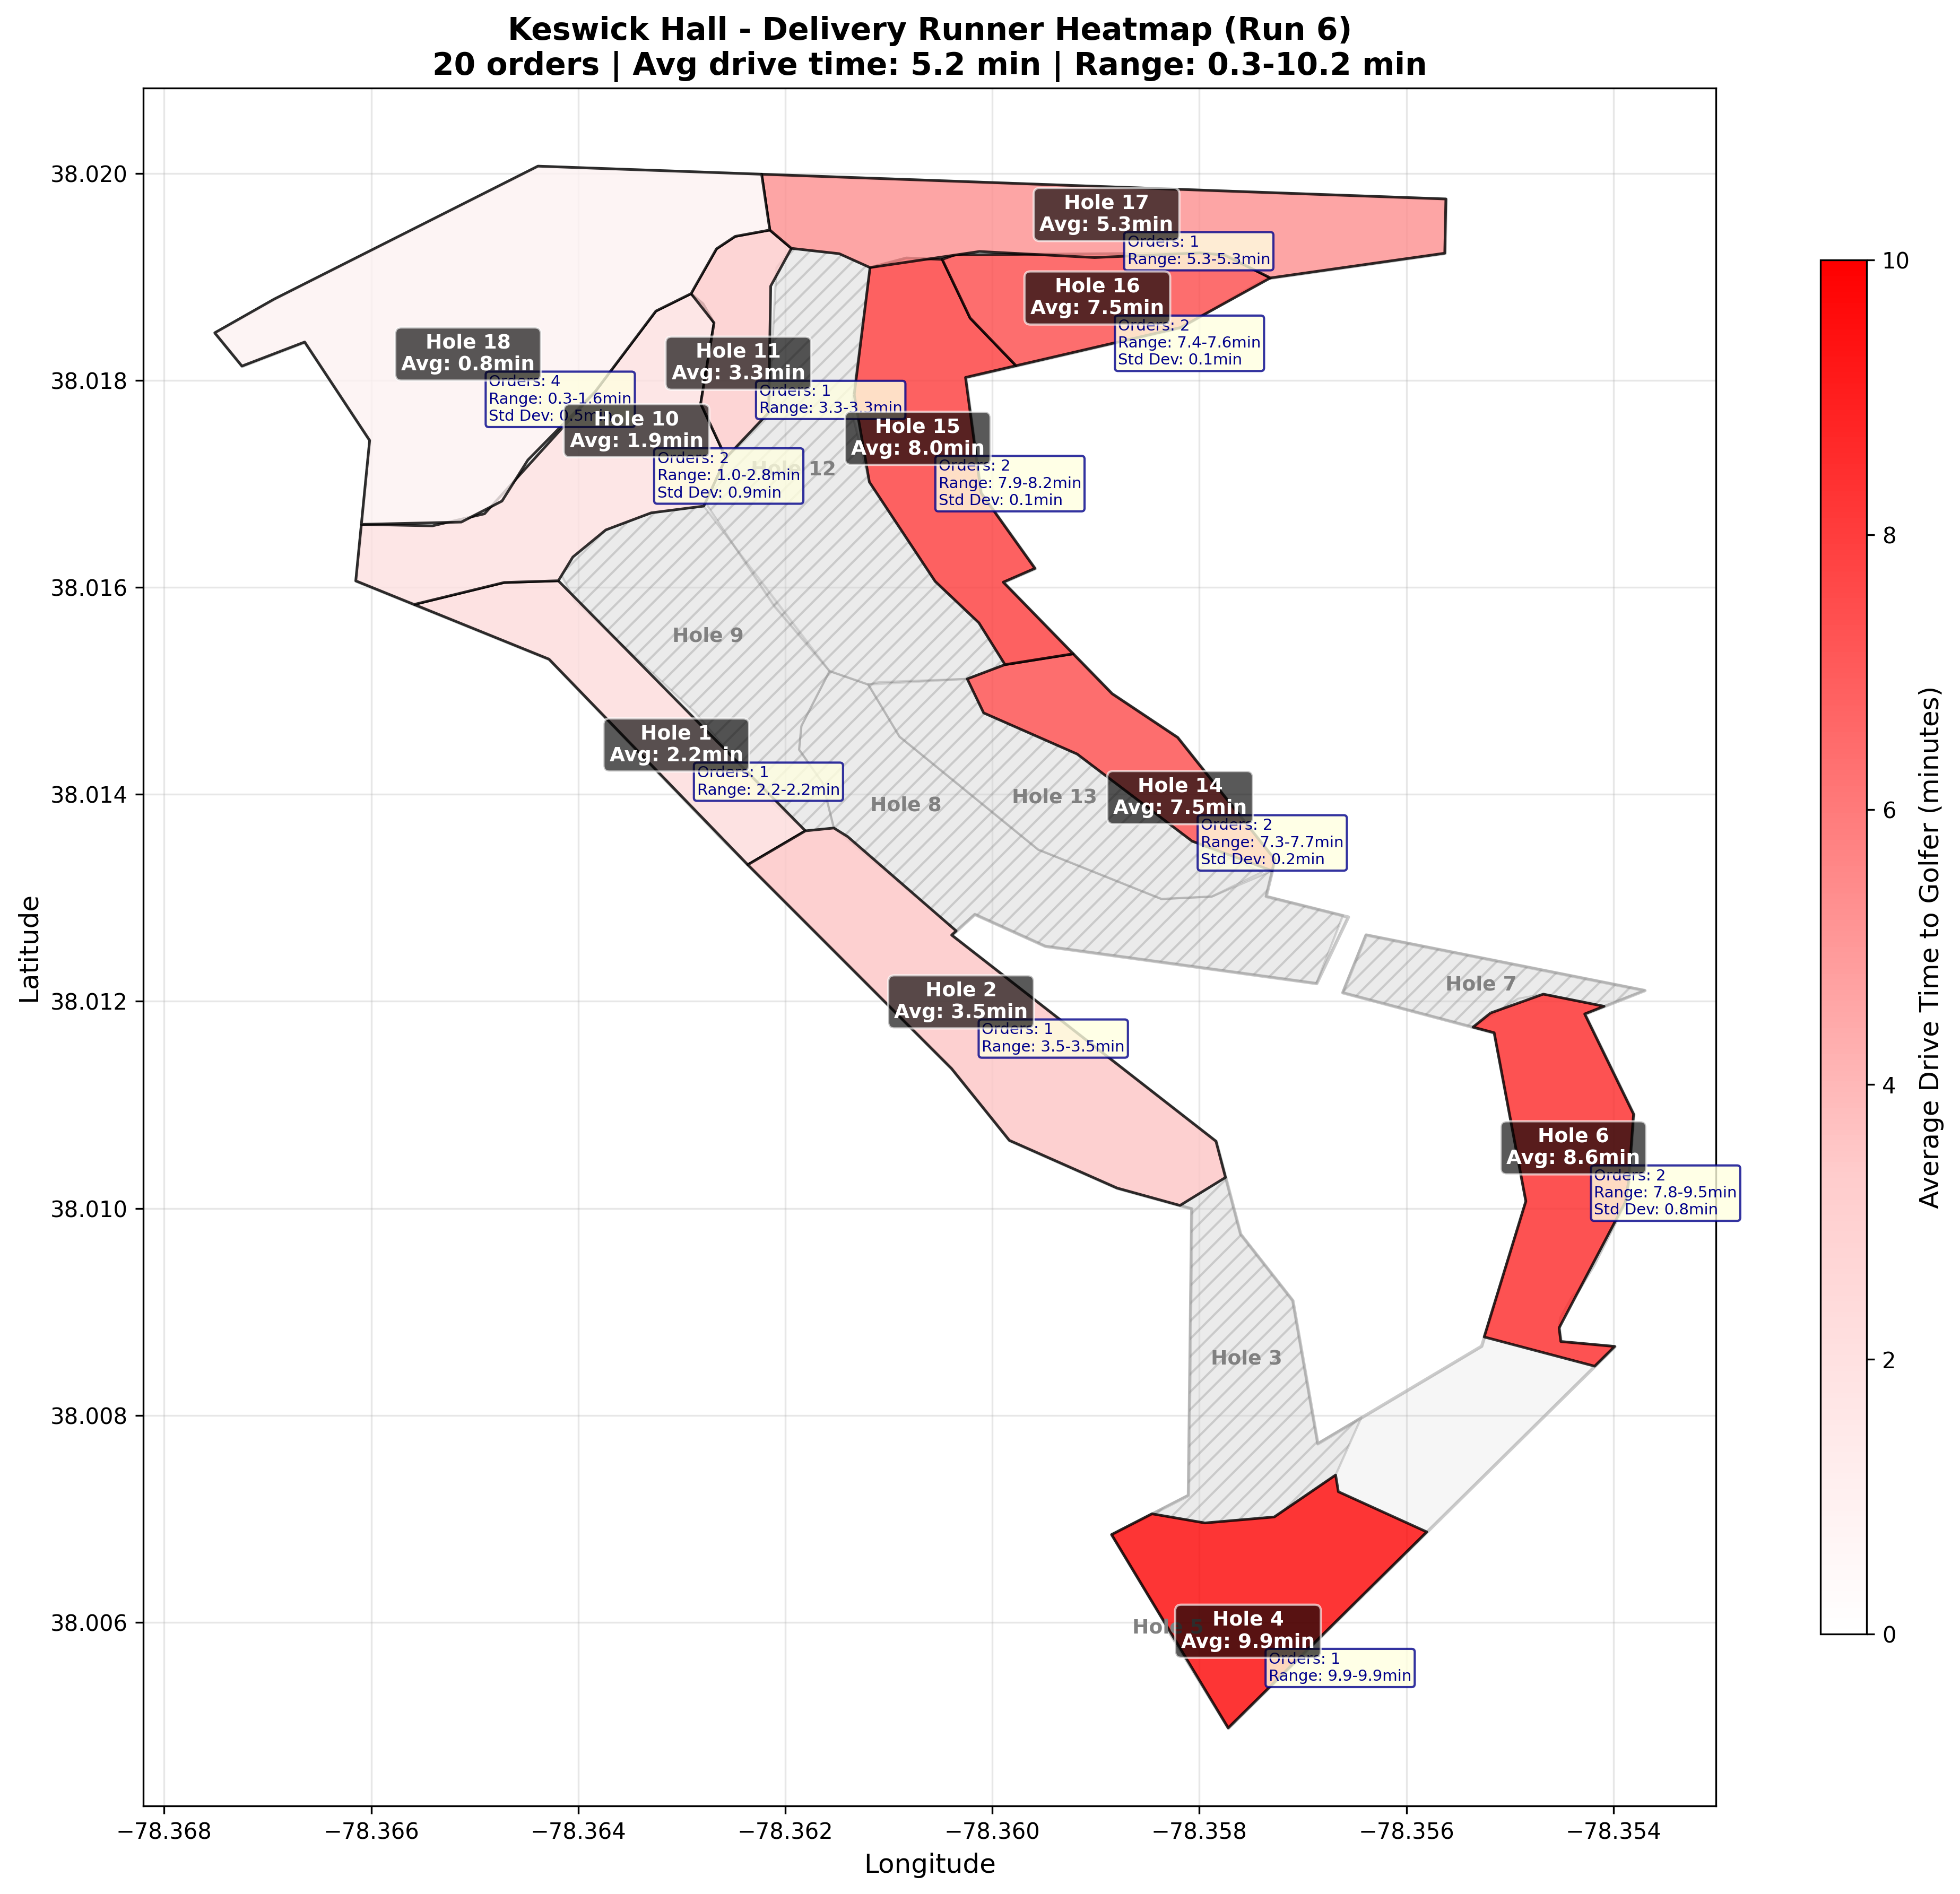 Keswick Hall - Delivery Runner Heatmap (Run 6)
20 orders | Avg drive time: 5.2 min | Range: 0.3-10.2 min
Latitude
38.020
38.018
38.016
38.014
38.012
38.010
38.008
38.006
Hole 17
Avg: 5.3min
Orders: 1
Range: 5.3-5.3min
Hole 16
Avg: 7.5min
Orders: 2
Range: 7.4-7.6min
Std Dev: 0.1min
Hole 18
Avg: 0.8min
Orders: 4
Range: 0.3-1.6min
Std Dev: 0.5min
Hole 11
Avg: 3.3min
Orders: 1
Range: 3.3-3.3min
Hole 10
Avg: 1.9min
Orders: 2
Range: 1.0-2.8min
Std Dev: 0.9min
Hole 12
Hole 15
Avg: 8.0min
Orders: 2
Range: 7.9-8.2min
Std Dev: 0.1min
Hole 9
Hole 1
Avg: 2.2min
Orders: 1
Range: 2.2-2.2min
Hole 8
Hole 13
Hole 14
Avg: 7.5min
Orders: 2
Range: 7.3-7.7min
Std Dev: 0.2min
Hole 2
Avg: 3.5min
Orders: 1
Range: 3.5-3.5min
Hole 7
Hole 6
Avg: 8.6min
Orders: 2
Range: 7.8-9.5min
Std Dev: 0.8min
Hole 3
Hole 5
Hole 4
Avg: 9.9min
Orders: 1
Range: 9.9-9.9min
−78.368
−78.366
−78.364
−78.362
−78.360
−78.358
−78.356
−78.354
Longitude
10
8
6
4
2
0
Average Drive Time to Golfer (minutes)